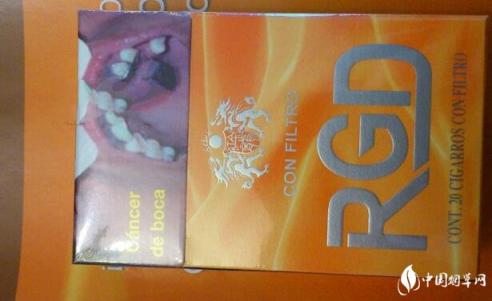 Cáncer
de boca
CON FILTRO
RGD
CONT. 20 CIGARROS CON FILTRO
中国烟草网